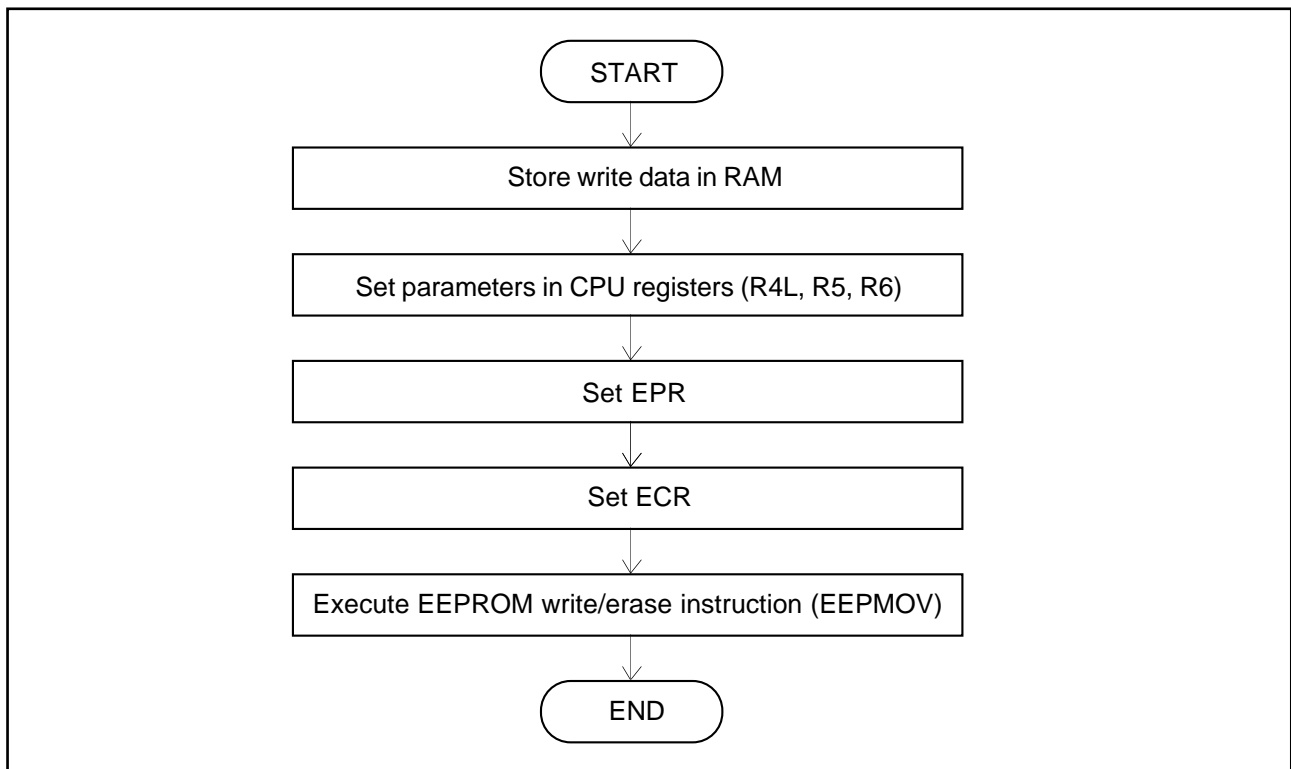 START
Store write data in RAM
Set parameters in CPU registers (R4L, R5, R6)
Set EPR
Set ECR
Execute EEPROM write/erase instruction (EEPMOV)
END